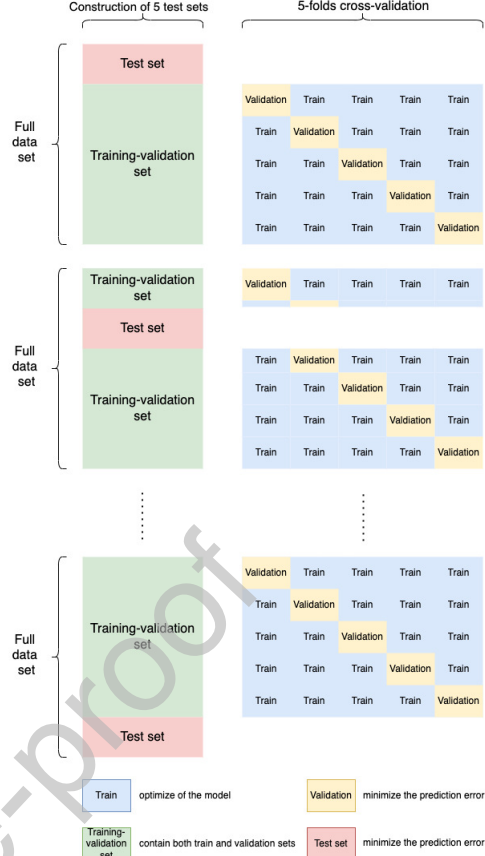 Construction of 5 test sets 5-folds cross-validation
Test set
Full
data
set
Training-validation
set
Validation Train Train Train Train
Train Validation Train Train Train
Train Train Validation Train Train
Train Train Train Validation Train
Train Train Train Train Validation
Full
data
set
Training-validation
set
Test set
Training-validation
set
Validation Train Train Train Train
Train Validation Train Train Train
Train Train Validation Train Train
Train Train Train Valdiation Train
Train Train Train Train Validation
Full
data
set
Training-validation
set
Test set
Validation Train Train Train Train
Train Validation Train Train Train
Train Train Validation Train Train
Train Train Train Validation Train
Train Train Train Train Validation
Train optimize of the model
Validation minimize the prediction error
Training-
validation
set
contain both train and validation sets
Test set minimize the prediction error
e-proof